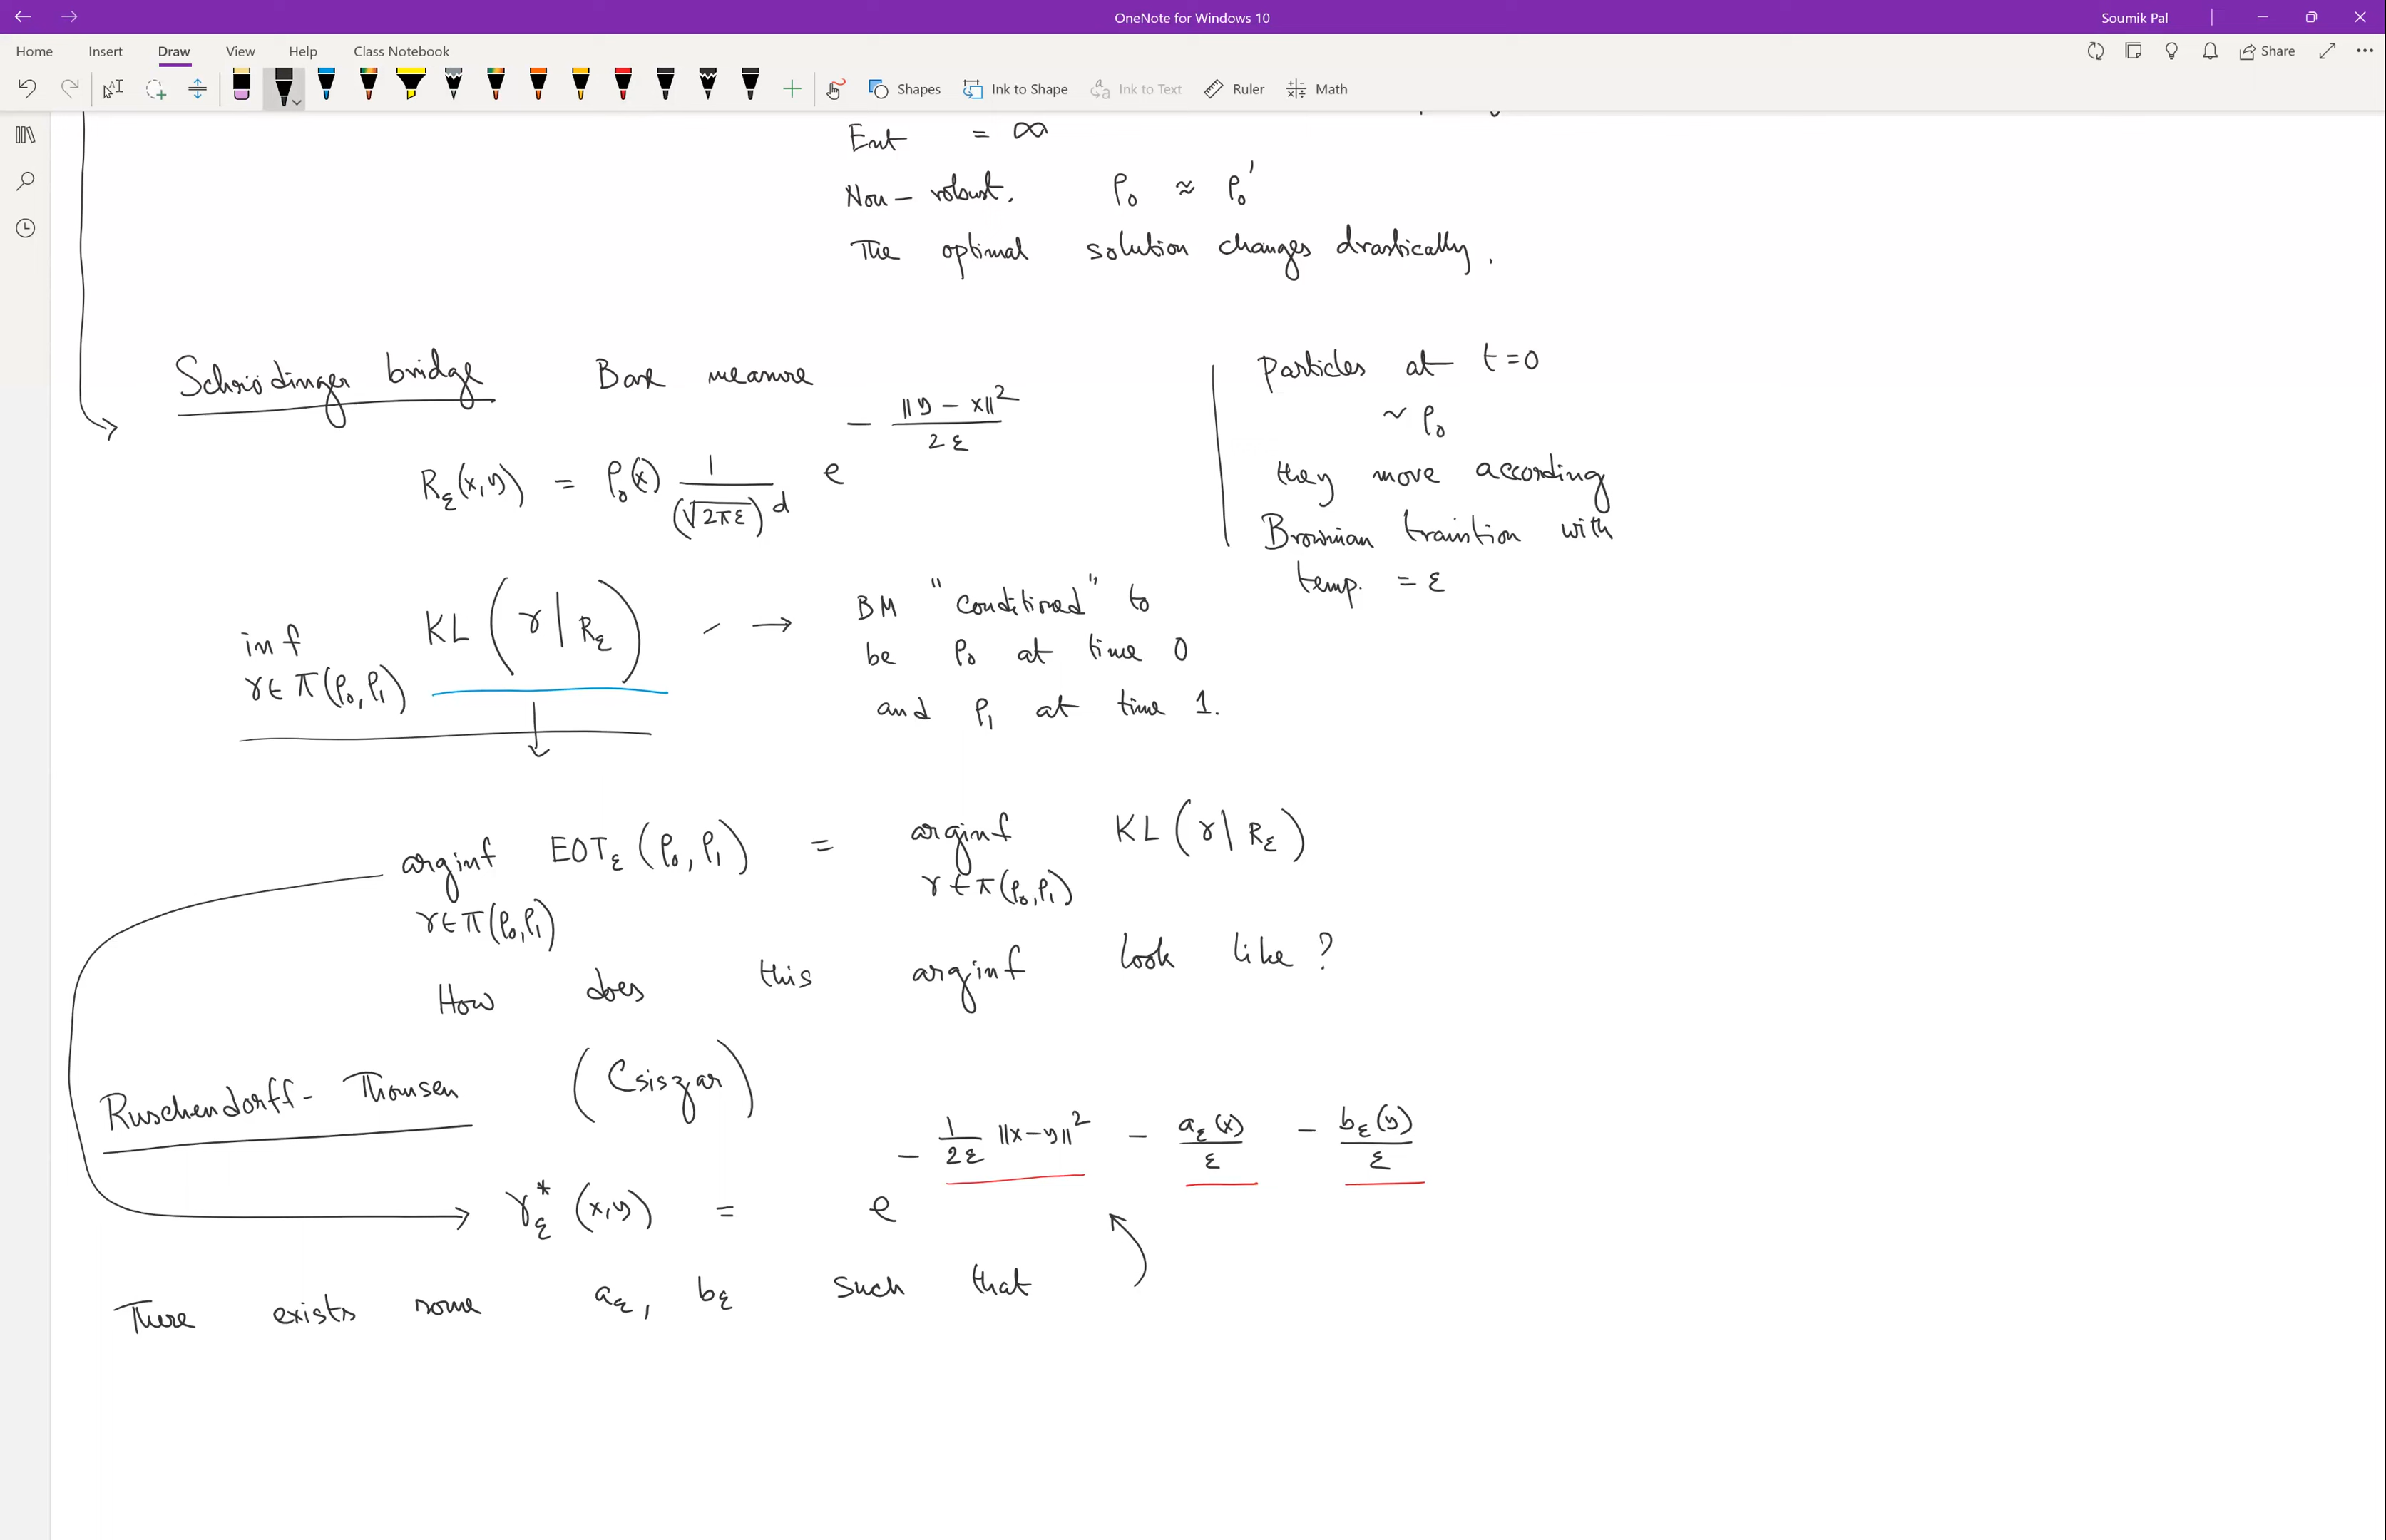 OneNote for Windows 10
Soumik Pal
Home Insert Draw View Help Class Notebook
Share
Shapes Ink to Shape Ink to Text Ruler Math
Ent = ∞
Non-robust. ρ₀ ≈ ρ₀'
The optimal solution changes drastically.
Schrödinger bridge Base measure
R_ε(x,y) = ρ₀(x) 1/(√(2πε))^d e^{-‖y-x‖²/2ε}
Particles at t=0
~ ρ₀
they move according
Brownian transition with
temp. = ε
inf_{γ∈π(ρ₀,ρ₁)} KL(γ|R_ε) →
BM "conditioned" to
be ρ₀ at time 0
and ρ₁ at time 1.
arginf_{γ∈π(ρ₀,ρ₁)} EOT_ε(ρ₀,ρ₁) = arginf_{γ∈π(ρ₀,ρ₁)} KL(γ|R_ε)
How does this arginf look like?
Ruschendorff - Thomsen (Csiszar)
γ*_ε(x,y) = e^{-1/2ε ‖x-y‖² - a_ε(x)/ε - b_ε(y)/ε}
There exists some a_ε, b_ε such that